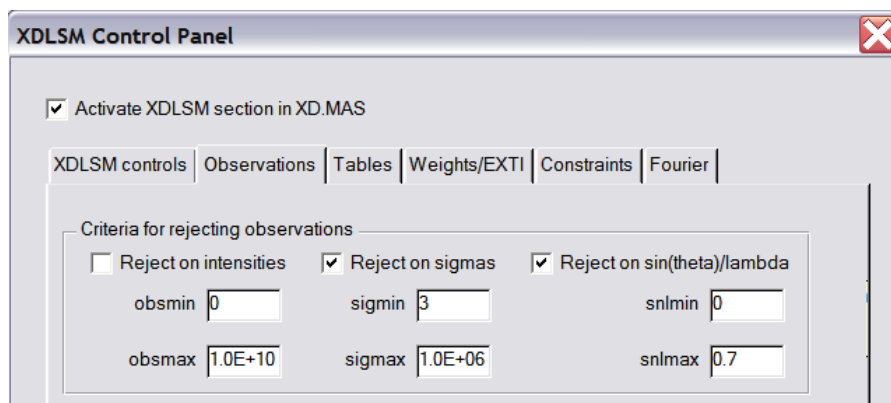 XDLSM Control Panel
Activate XDLSM section in XD.MAS
XDLSM controls Observations Tables Weights/EXTI Constraints Fourier
Criteria for rejecting observations
Reject on intensities Reject on sigmas Reject on sin(theta)/lambda
obsmin 0 sigmin 3 snlmin 0
obsmax 1.0E+10 sigmax 1.0E+06 snlmax 0.7